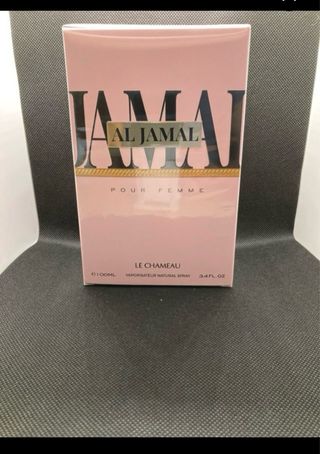 JAMAL
AL JAMAL
POUR FEMME
LE CHAMEAU
℮100ML VAPORISATEUR NATURAL SPRAY 3.4FL.OZ